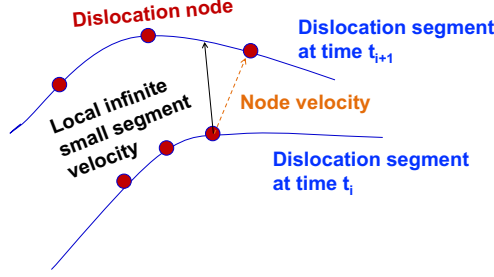 Dislocation node
Dislocation segment
at time ti+1
Local infinite
small segment
velocity
Node velocity
Dislocation segment
at time ti